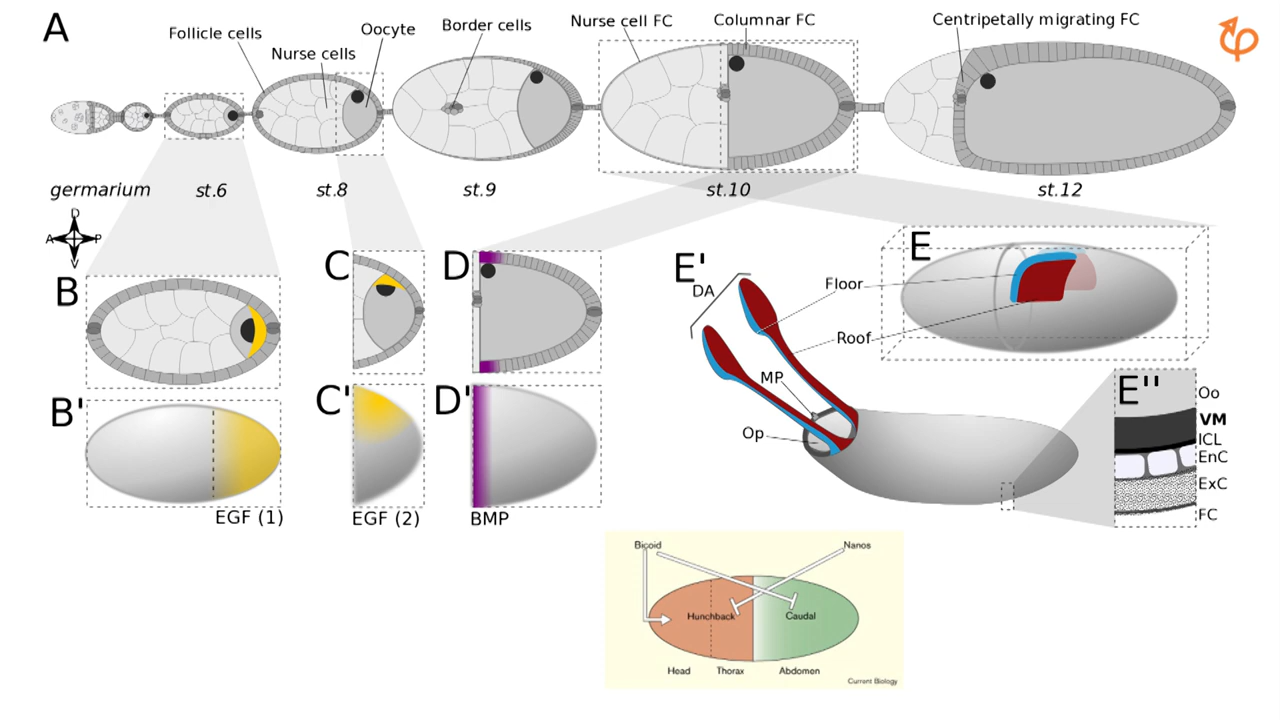 A
Follicle cells
Nurse cells
Oocyte
Border cells
Nurse cell FC
Columnar FC
Centripetally migrating FC
germarium
st.6
st.8
st.9
st.10
st.12
D
A P
V
B
C
D
E'
DA
Floor
Roof
E
MP
Op
B'
C'
D'
E''
Oo
VM
ICL
EnC
ExC
FC
EGF (1)
EGF (2)
BMP
Bicoid
Nanos
Hunchback
Caudal
Head
Thorax
Abdomen
Current Biology